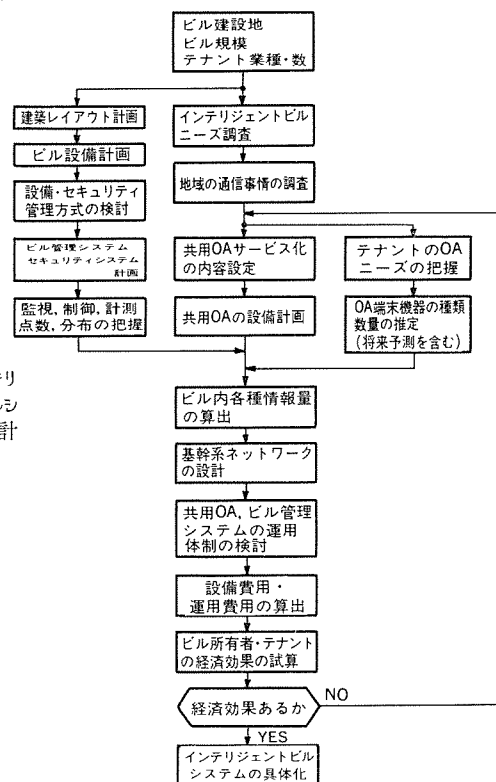 ビル建設地
ビル規模
テナント業種・数
建築レイアウト計画
ビル設備計画
設備・セキュリティ
管理方式の検討
ビル管理システム
セキュリティシステム
計画
監視,制御,計測
点数,分布の把握
インテリジェントビル
ニーズ調査
地域の通信事情の調査
共用OAサービス化
の内容設定
共用OAの設備計画
テナントのOA
ニーズの把握
OA端末機器の種類
数量の推定
(将来予測を含む)
リ
ルシ
計
ビル内各種情報量
の算出
基幹系ネットワーク
の設計
共用OA,ビル管理
システムの運用
体制の検討
設備費用・
運用費用の算出
ビル所有者・テナント
の経済効果の試算
経済効果あるか
NO
YES
インテリジェントビル
システムの具体化